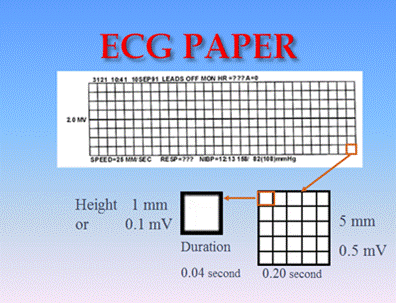 ECG PAPER
3121 10:41 10SEP91 LEADS OFF MON HR =??? A=0
2.0 MV
SPEED=25 MM/SEC RESP=??? NIBP=12:13 158/ 82(108)mmHg
Height 1 mm
or 0.1 mV
5 mm
Duration
0.5 mV
0.04 second
0.20 second